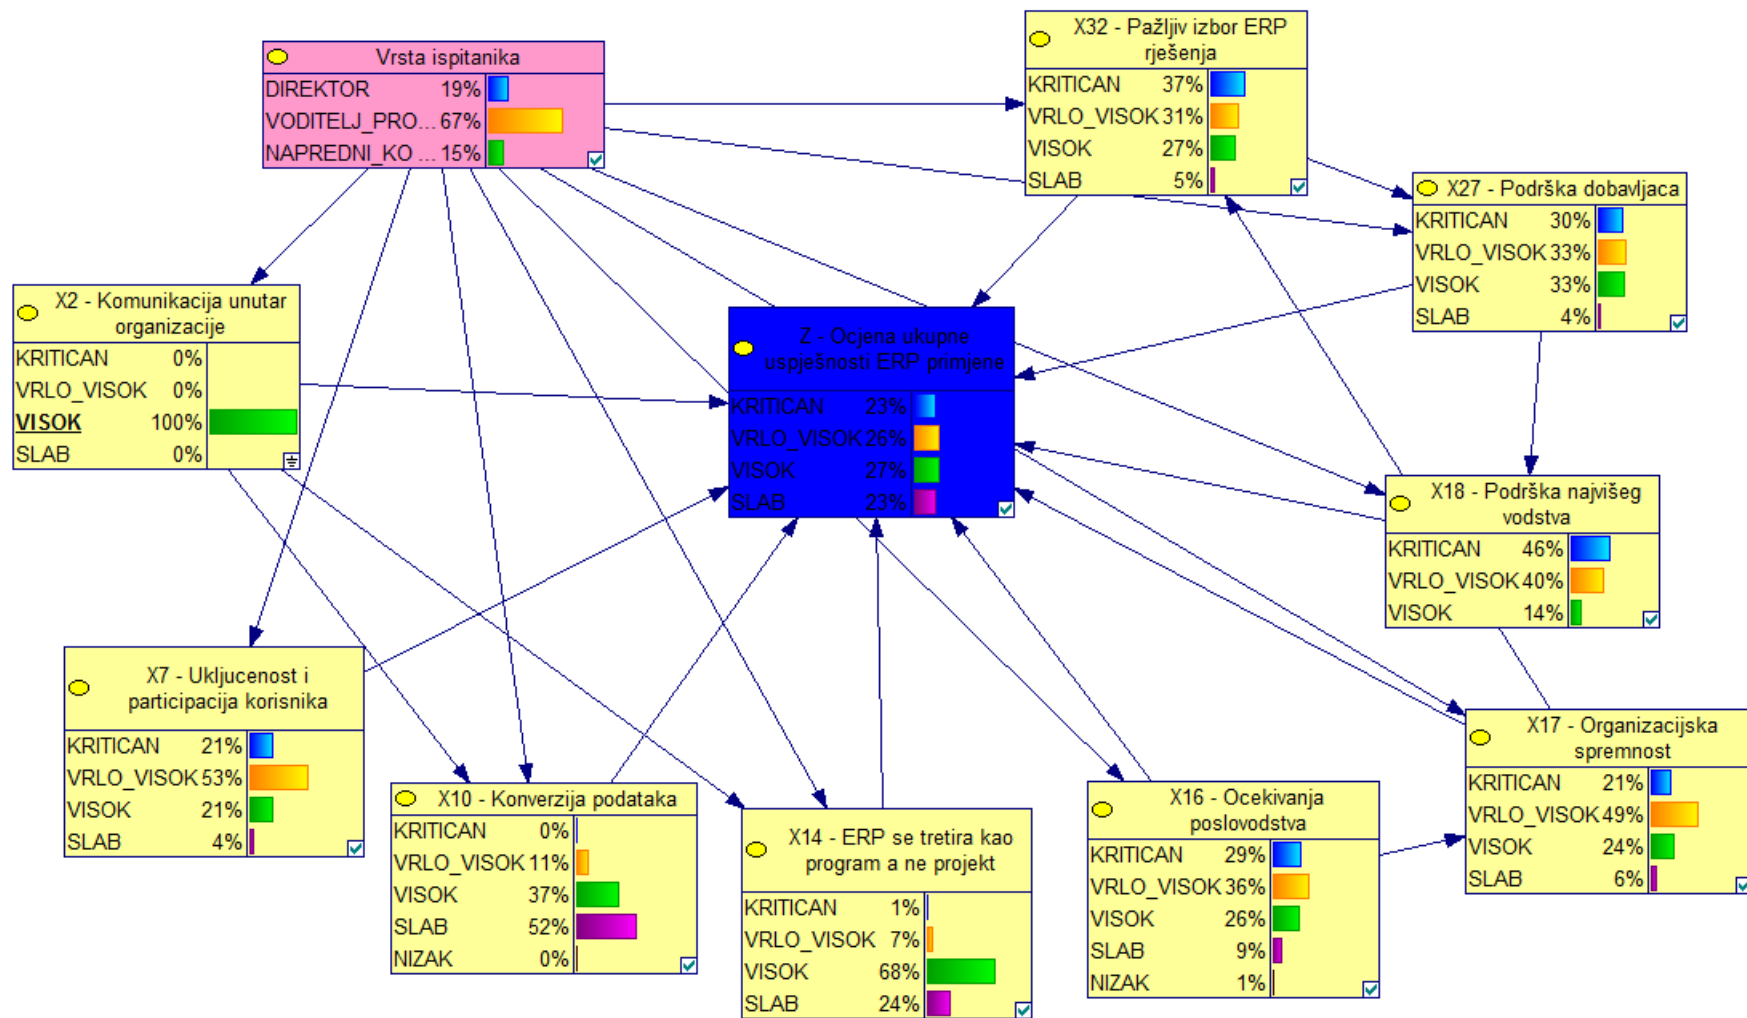 Vrsta ispitanika
DIREKTOR 19%
VODITELJ_PRO... 67%
NAPREDNI_KO ... 15%
X32 - Pažljiv izbor ERP
rješenja
KRITICAN 37%
VRLO_VISOK 31%
VISOK 27%
SLAB 5%
X27 - Podrška dobavljaca
KRITICAN 30%
VRLO_VISOK 33%
VISOK 33%
SLAB 4%
X2 - Komunikacija unutar
organizacije
KRITICAN 0%
VRLO_VISOK 0%
VISOK 100%
SLAB 0%
Z - Ocjena ukupne
uspješnosti ERP primjene
KRITICAN 23%
VRLO_VISOK 26%
VISOK 27%
SLAB 23%
X18 - Podrška najvišeg
vodstva
KRITICAN 46%
VRLO_VISOK 40%
VISOK 14%
X7 - Ukljucenost i
participacija korisnika
KRITICAN 21%
VRLO_VISOK 53%
VISOK 21%
SLAB 4%
X10 - Konverzija podataka
KRITICAN 0%
VRLO_VISOK 11%
VISOK 37%
SLAB 52%
NIZAK 0%
X14 - ERP se tretira kao
program a ne projekt
KRITICAN 1%
VRLO_VISOK 7%
VISOK 68%
SLAB 24%
X16 - Ocekivanja
poslovodstva
KRITICAN 29%
VRLO_VISOK 36%
VISOK 26%
SLAB 9%
NIZAK 1%
X17 - Organizacijska
spremnost
KRITICAN 21%
VRLO_VISOK 49%
VISOK 24%
SLAB 6%